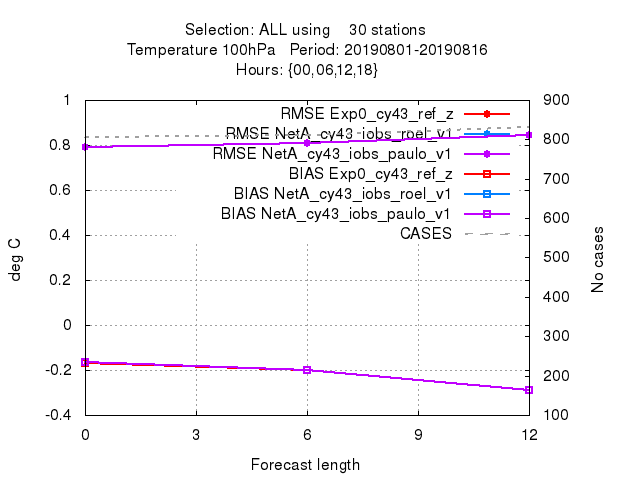 Selection: ALL using    30 stations
Temperature 100hPa   Period: 20190801-20190816
Hours: {00,06,12,18}
1
0.8
0.6
0.4
0.2
0
-0.2
-0.4
deg C
RMSE Exp0_cy43_ref_z
RMSE NetA_cy43_iobs_roel_v1
RMSE NetA_cy43_iobs_paulo_v1
BIAS Exp0_cy43_ref_z
BIAS NetA_cy43_iobs_roel_v1
BIAS NetA_cy43_iobs_paulo_v1
CASES
900
800
700
600
500
400
300
200
100
No cases
0 3 6 9 12
Forecast length